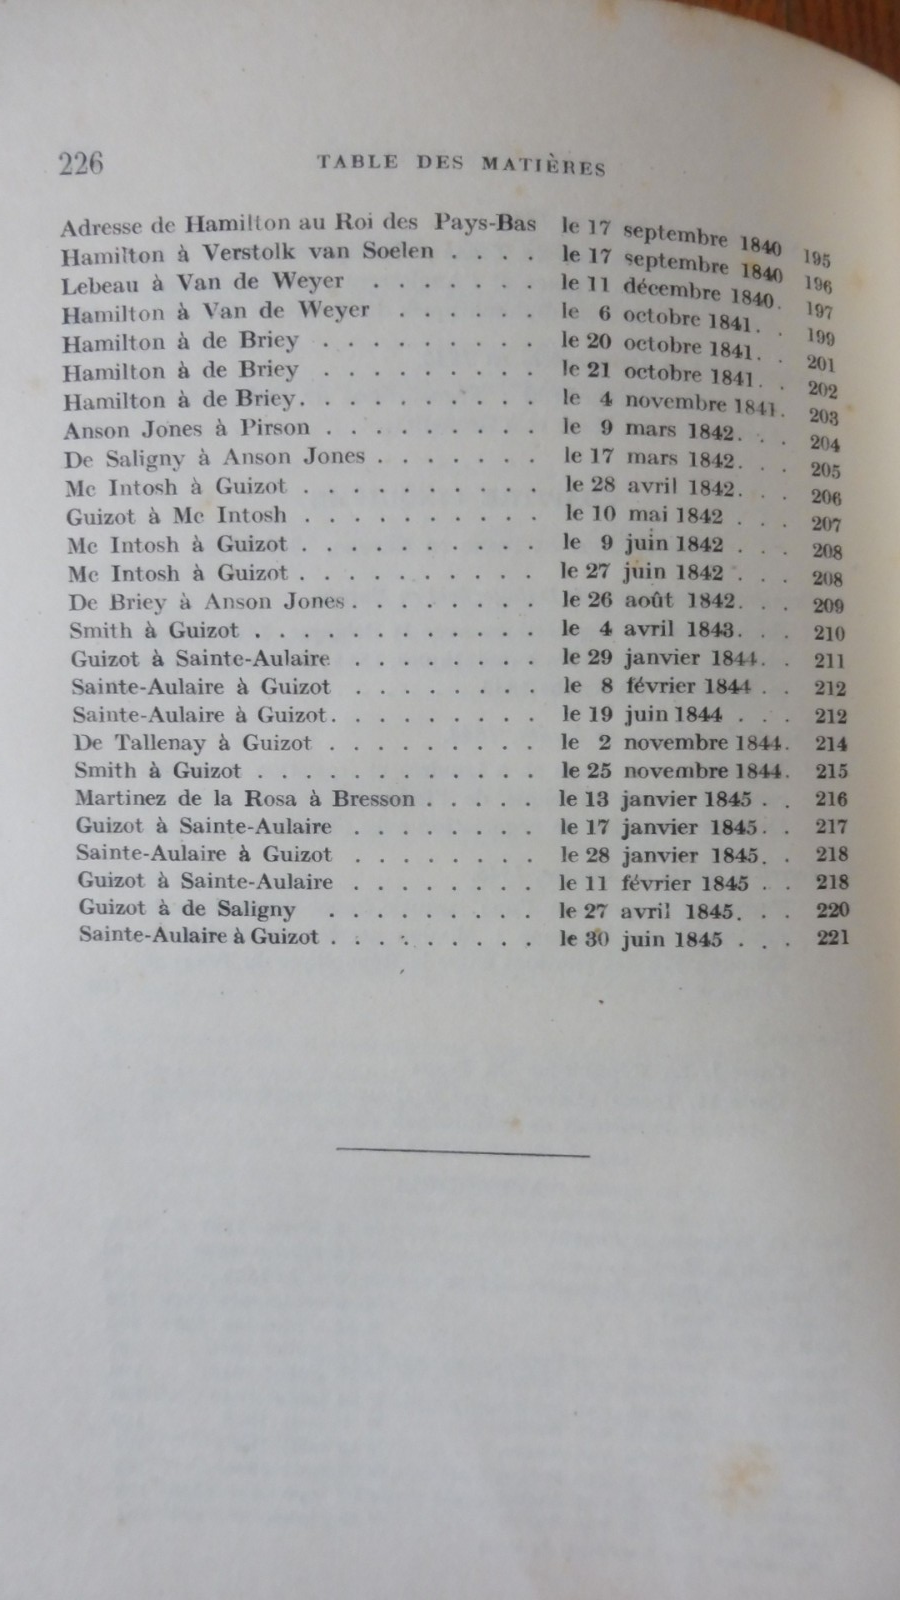 226 TABLE DES MATIÈRES
Adresse de Hamilton au Roi des Pays-Bas le 17 septembre 1840 195
Hamilton à Verstolk van Soelen . . . . le 17 septembre 1840 196
Lebeau à Van de Weyer . . . . . . . le 11 décembre 1840. 197
Hamilton à Van de Weyer . . . . . . le 6 octobre 1841. . 199
Hamilton à de Briey . . . . . . . . . le 20 octobre 1841. . 201
Hamilton à de Briey . . . . . . . . . le 21 octobre 1841. . 202
Hamilton à de Briey. . . . . . . . . . le 4 novembre 1841. 203
Anson Jones à Pirson . . . . . . . . . le 9 mars 1842. . . 204
De Saligny à Anson Jones . . . . . . . le 17 mars 1842. . . 205
Mc Intosh à Guizot . . . . . . . . . . le 28 avril 1842. . . 206
Guizot à Mc Intosh . . . . . . . . . . le 10 mai 1842 . . . 207
Mc Intosh à Guizot . . . . . . . . . . le 9 juin 1842 . . . 208
Mc Intosh à Guizot . . . . . . . . . . le 27 juin 1842 . . . 208
De Briey à Anson Jones. . . . . . . . le 26 août 1842. . . 209
Smith à Guizot . . . . . . . . . . . . le 4 avril 1843. . . 210
Guizot à Sainte-Aulaire . . . . . . . . le 29 janvier 1844. . 211
Sainte-Aulaire à Guizot . . . . . . . . le 8 février 1844 . . 212
Sainte-Aulaire à Guizot. . . . . . . . . le 19 juin 1844 . . . 212
De Tallenay à Guizot . . . . . . . . . le 2 novembre 1844. 214
Smith à Guizot . . . . . . . . . . . . le 25 novembre 1844. 215
Martinez de la Rosa à Bresson . . . . . le 13 janvier 1845 . . 216
Guizot à Sainte-Aulaire . . . . . . . . le 17 janvier 1845. . 217
Sainte-Aulaire à Guizot . . . . . . . . le 28 janvier 1845. . 218
Guizot à Sainte-Aulaire . . . . . . . . le 11 février 1845 . . 218
Guizot à de Saligny . . . . . . . . . le 27 avril 1845. . . 220
Sainte-Aulaire à Guizot . . . . . . . . . le 30 juin 1845 . . . 221